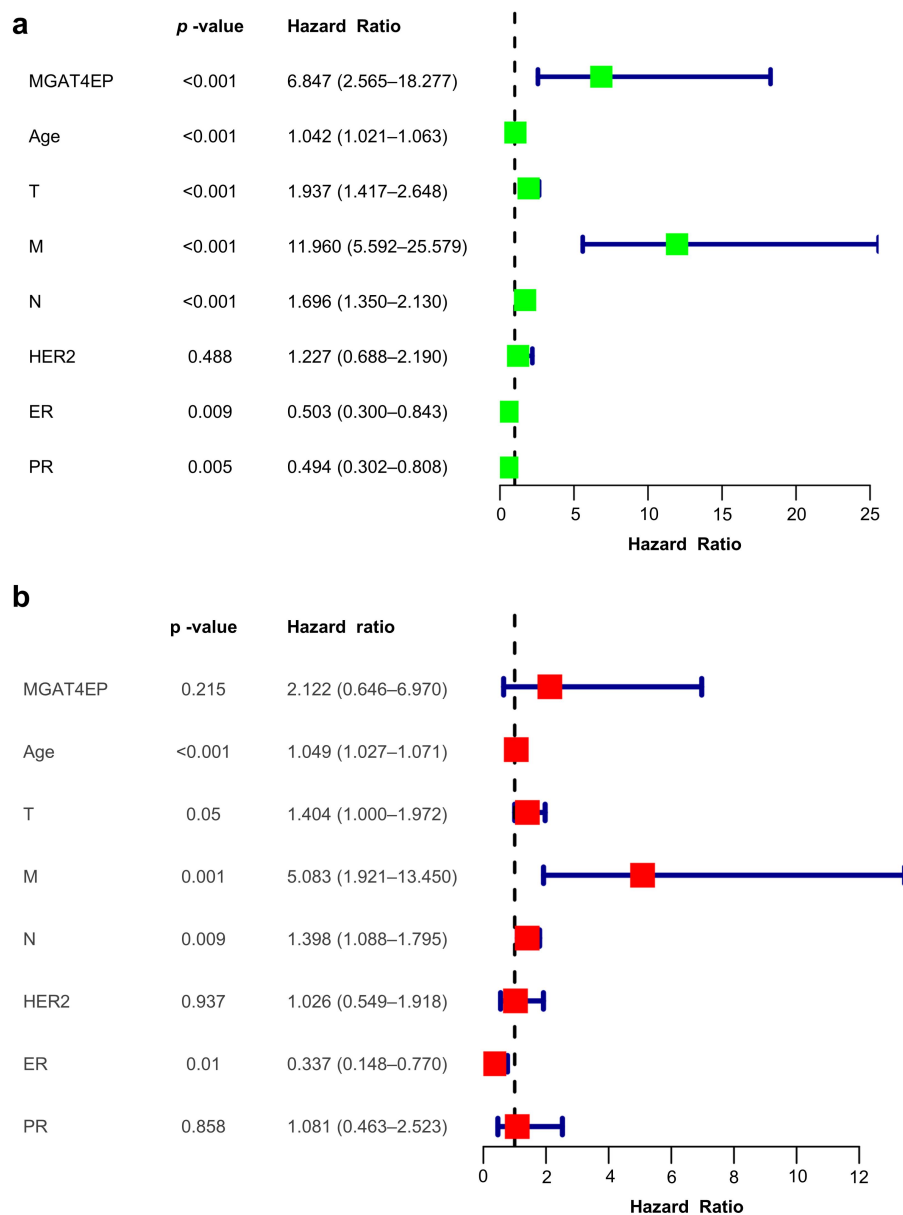 a
p -value Hazard Ratio
MGAT4EP <0.001 6.847 (2.565–18.277)
Age <0.001 1.042 (1.021–1.063)
T <0.001 1.937 (1.417–2.648)
M <0.001 11.960 (5.592–25.579)
N <0.001 1.696 (1.350–2.130)
HER2 0.488 1.227 (0.688–2.190)
ER 0.009 0.503 (0.300–0.843)
PR 0.005 0.494 (0.302–0.808)
0 5 10 15 20 25
Hazard Ratio
b
p -value Hazard ratio
MGAT4EP 0.215 2.122 (0.646–6.970)
Age <0.001 1.049 (1.027–1.071)
T 0.05 1.404 (1.000–1.972)
M 0.001 5.083 (1.921–13.450)
N 0.009 1.398 (1.088–1.795)
HER2 0.937 1.026 (0.549–1.918)
ER 0.01 0.337 (0.148–0.770)
PR 0.858 1.081 (0.463–2.523)
0 2 4 6 8 10 12
Hazard Ratio